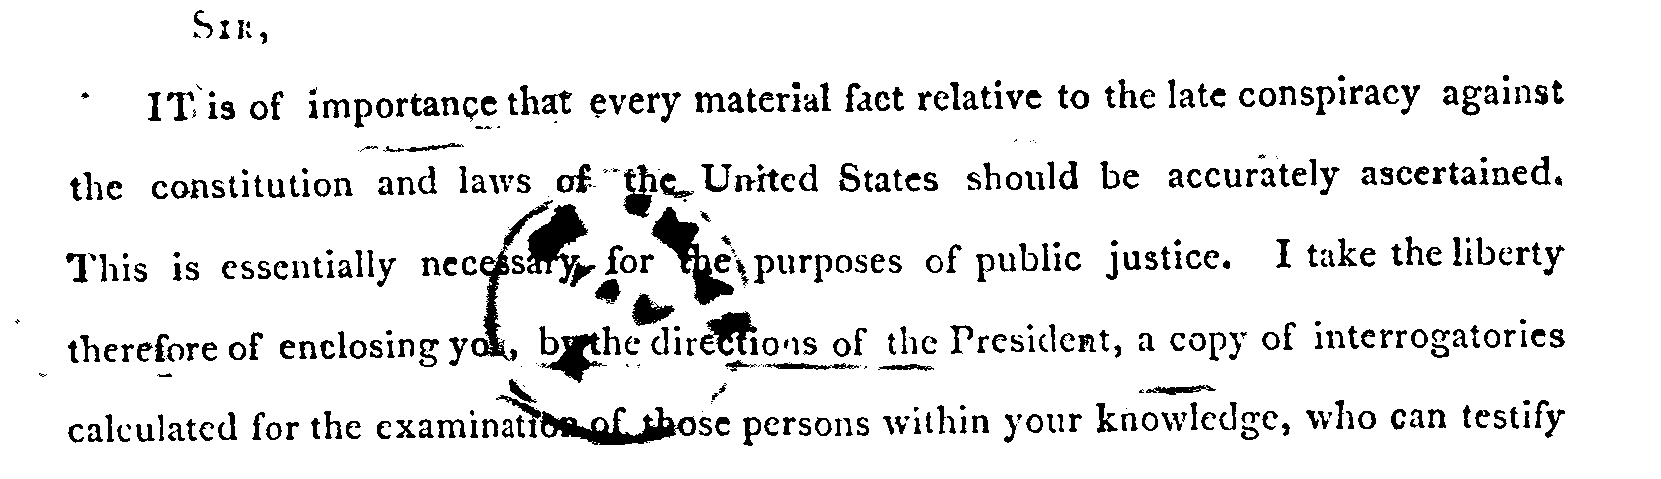 SIR,
IT is of importance that every material fact relative to the late conspiracy against
the constitution and laws of the United States should be accurately ascertained.
This is essentially necessary, for the purposes of public justice. I take the liberty
therefore of enclosing you, by the directions of the President, a copy of interrogatories
calculated for the examination of those persons within your knowledge, who can testify